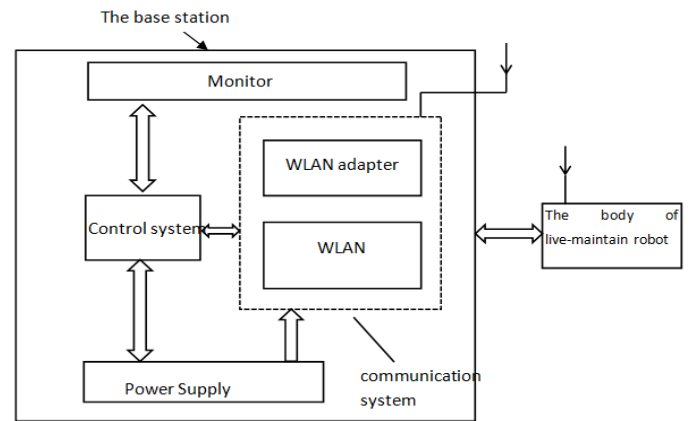 The base station
Monitor
WLAN adapter
Control system
WLAN
The body of
live-maintain robot
Power Supply
communication
system